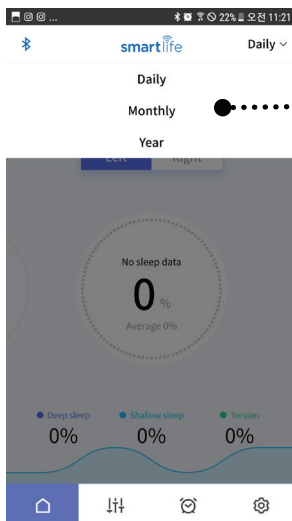 ... 22% 오전 11:21
smartlife Daily
Daily
Monthly
Year
Left Right
No sleep data
0 %
Average 0%
Deep sleep Shallow sleep Torsion
0% 0% 0%